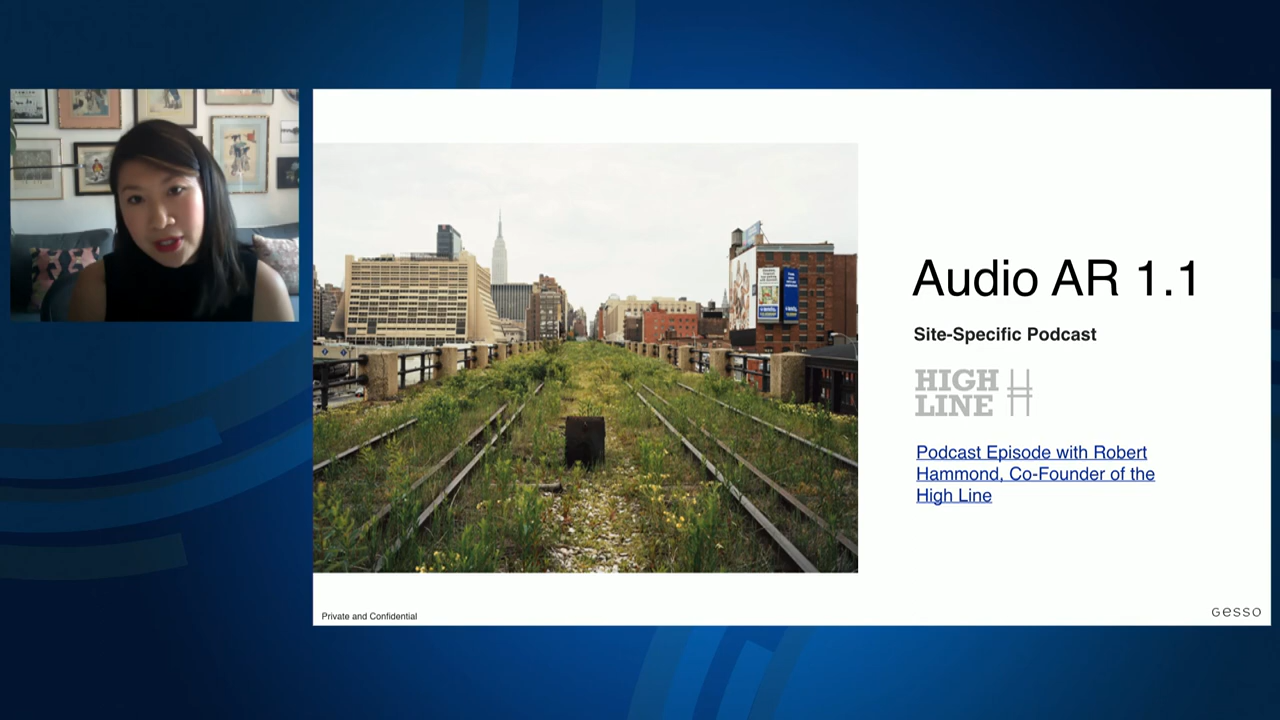 Audio AR 1.1
Site-Specific Podcast
HIGH
LINE
Podcast Episode with Robert
Hammond, Co-Founder of the
High Line
Private and Confidential
Gesso